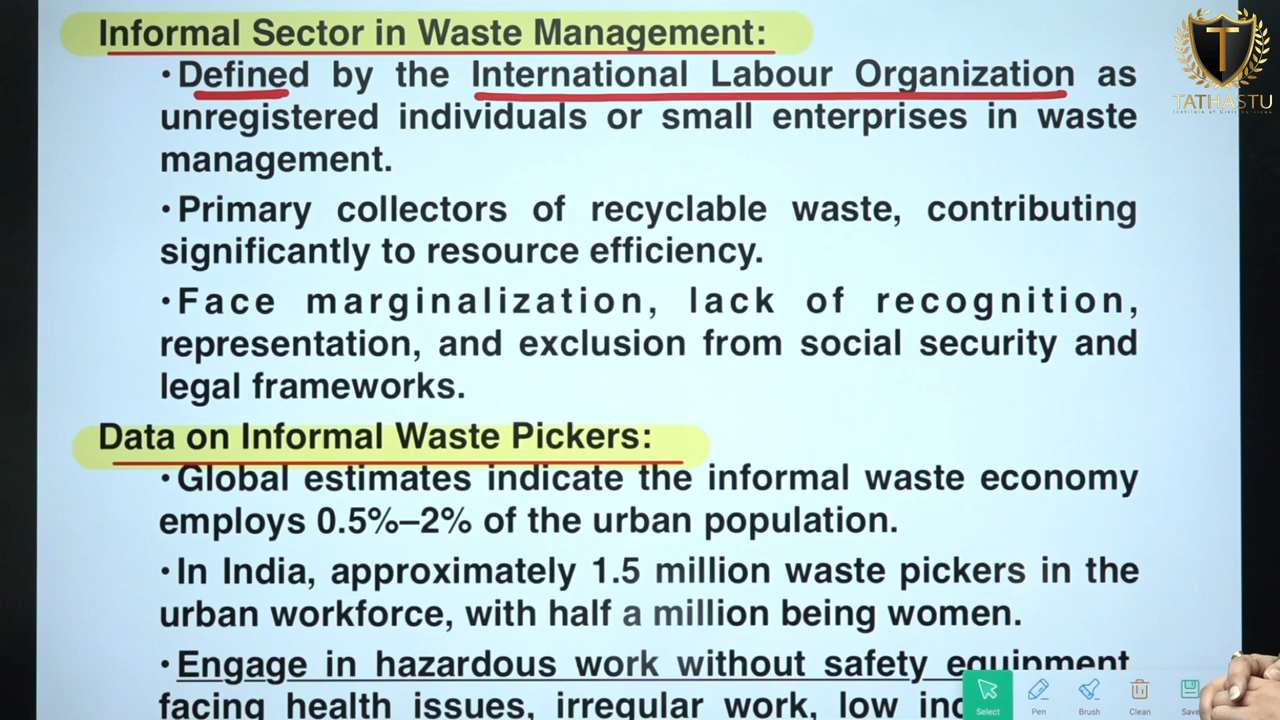 Informal Sector in Waste Management:
•Defined by the International Labour Organization as
unregistered individuals or small enterprises in waste
management.
•Primary collectors of recyclable waste, contributing
significantly to resource efficiency.
•Face marginalization, lack of recognition,
representation, and exclusion from social security and
legal frameworks.
Data on Informal Waste Pickers:
•Global estimates indicate the informal waste economy
employs 0.5%–2% of the urban population.
•In India, approximately 1.5 million waste pickers in the
urban workforce, with half a million being women.
•Engage in hazardous work without safety equipment,
facing health issues, irregular work, low
T
TATHASTU
Institute of Civil Services
Select Pen Brush Clean Save